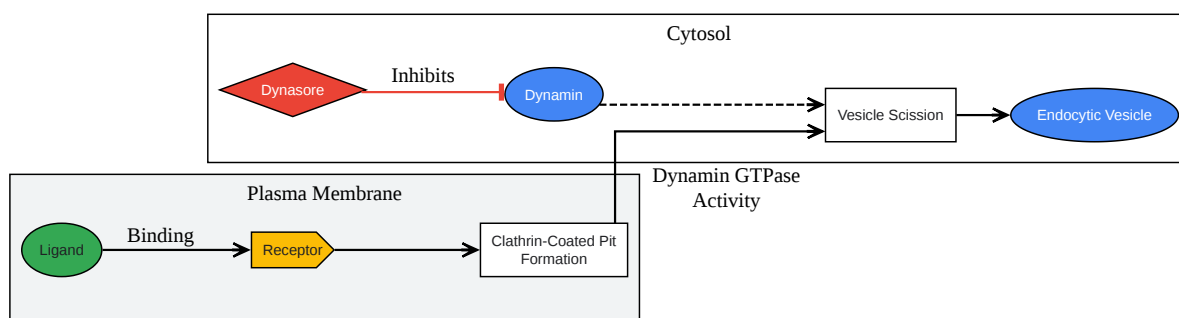 Cytosol
Inhibits
Dynasore
Dynamin
Vesicle Scission
Endocytic Vesicle
Dynamin GTPase
Activity
Plasma Membrane
Binding
Ligand
Receptor
Clathrin-Coated Pit
Formation